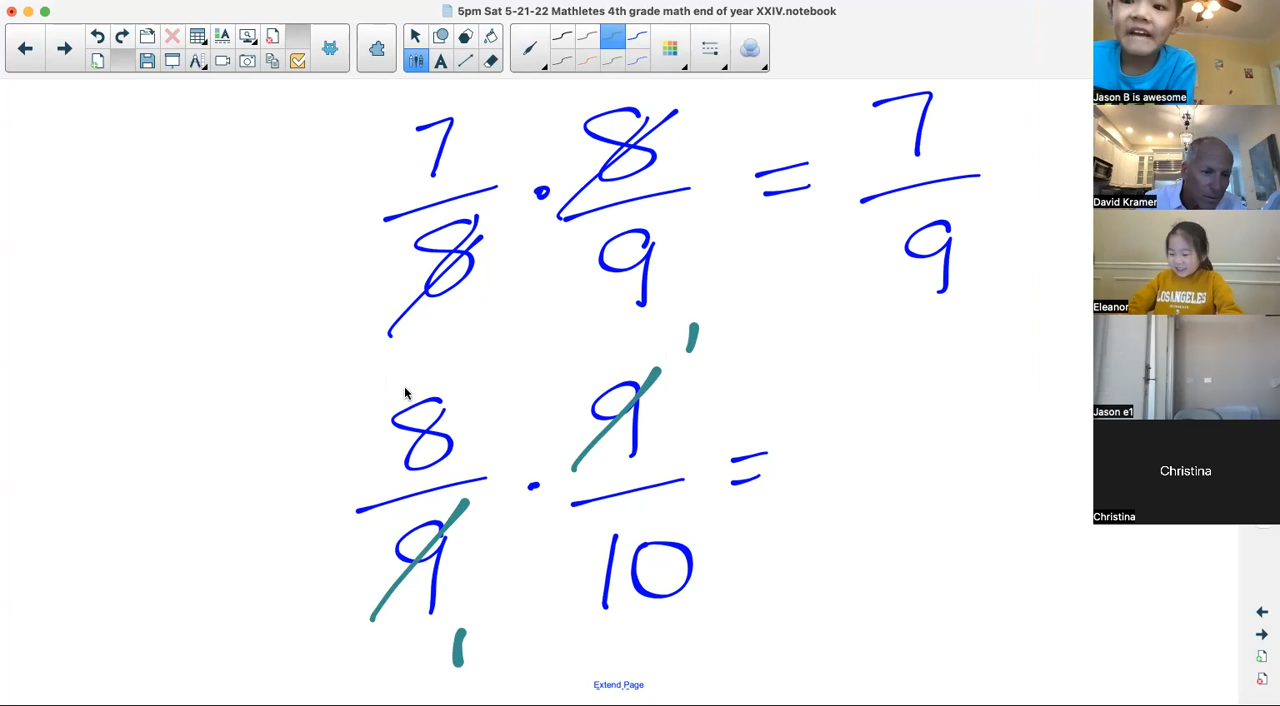 5pm Sat 5-21-22 Mathletes 4th grade math end of year XXIV.notebook
7/8 · 8/9 = 7/9
8/9 · 9/10 =
1
1
Extend Page
Jason B is awesome
David Kramer
Eleanor
LOSANGELES
Jason e1
Christina
Christina